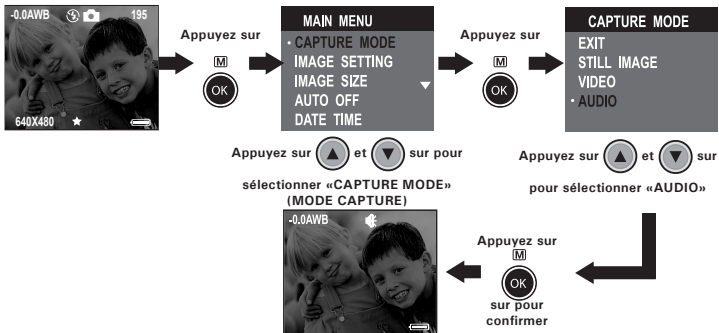 -0.0AWB 195
640X480
Appuyez sur
M
OK
MAIN MENU
· CAPTURE MODE
IMAGE SETTING
IMAGE SIZE
AUTO OFF
DATE TIME
Appuyez sur
M
OK
CAPTURE MODE
EXIT
STILL IMAGE
VIDEO
· AUDIO
Appuyez sur et sur pour
sélectionner «CAPTURE MODE»
(MODE CAPTURE)
Appuyez sur et sur
pour sélectionner «AUDIO»
Appuyez sur
M
OK
sur pour
confirmer
-0.0AWB